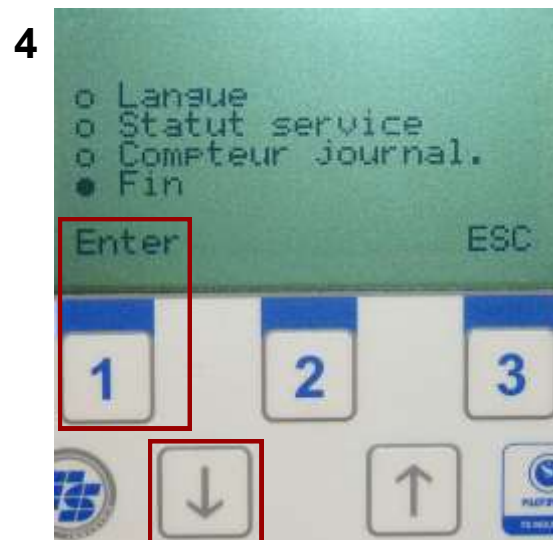 4
o Langue
o Statut service
o Compteur journal.
● Fin
Enter ESC
1 2 3